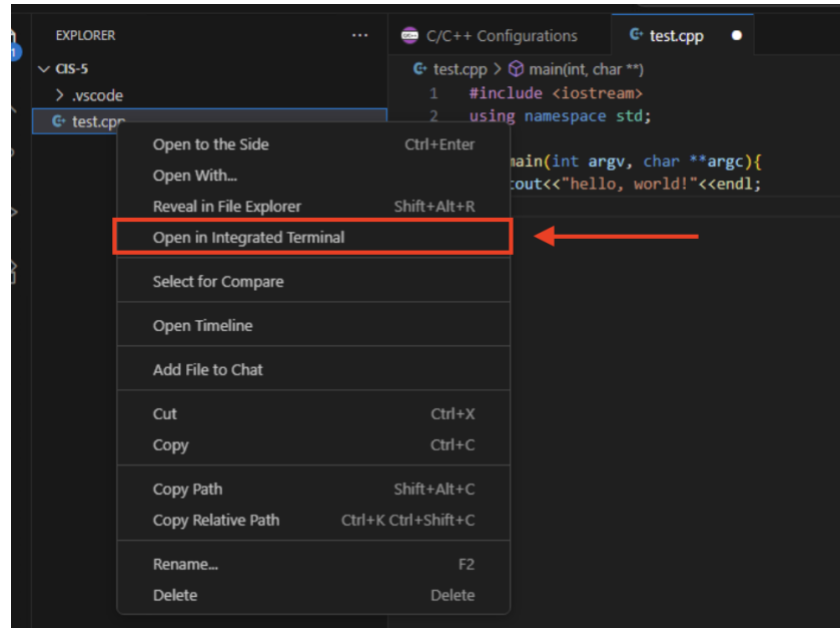 EXPLORER
CIS-5
.vscode
test.cpp
C/C++ Configurations
test.cpp
test.cpp > main(int, char **)
1 #include <iostream>
2 using namespace std;
main(int argv, char **argc){
cout<<"hello, world!"<<endl;
Open to the Side Ctrl+Enter
Open With...
Reveal in File Explorer Shift+Alt+R
Open in Integrated Terminal
Select for Compare
Open Timeline
Add File to Chat
Cut Ctrl+X
Copy Ctrl+C
Copy Path Shift+Alt+C
Copy Relative Path Ctrl+K Ctrl+Shift+C
Rename... F2
Delete Delete